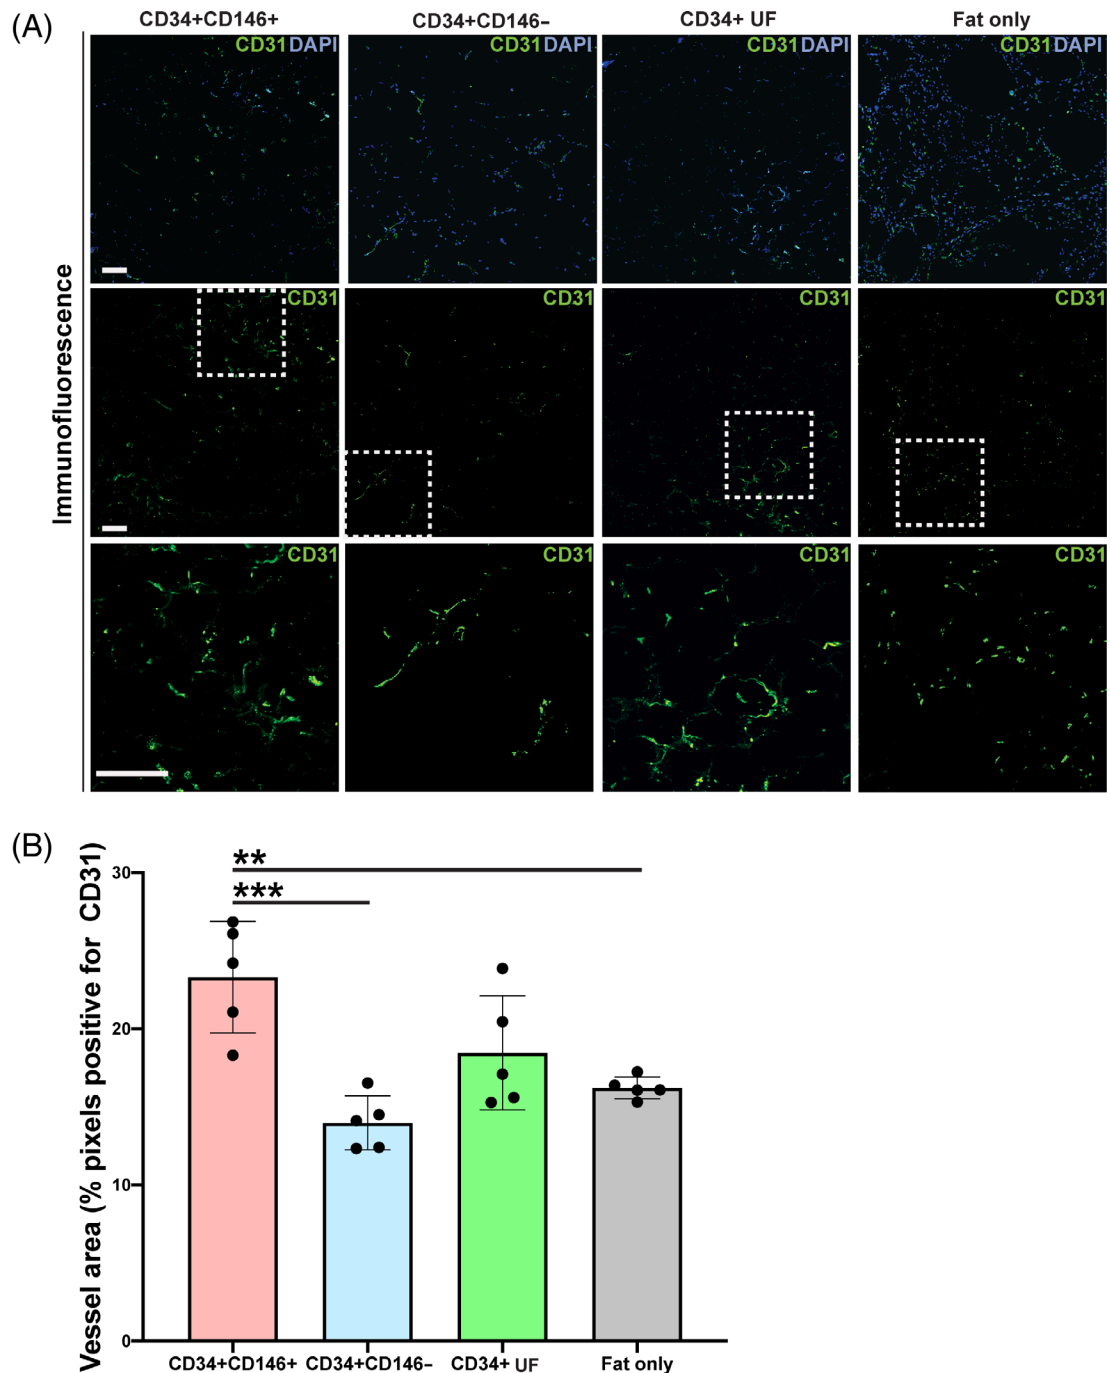 (A)
CD34+CD146+ CD34+CD146– CD34+ UF Fat only
Immunofluorescence
CD31DAPI CD31DAPI CD31DAPI CD31DAPI
CD31 CD31 CD31 CD31
CD31 CD31 CD31 CD31
(B)
Vessel area (% pixels positive for CD31)
30
20
10
0
**
***
CD34+CD146+ CD34+CD146– CD34+ UF Fat only